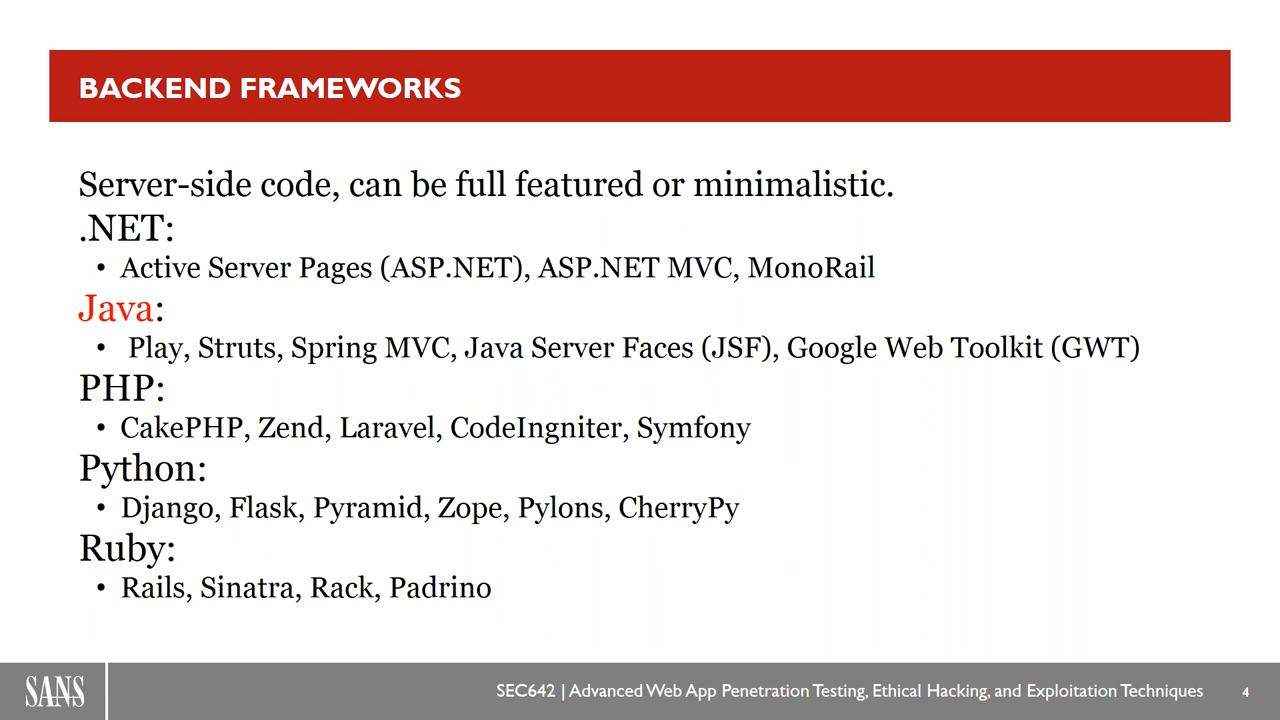 BACKEND FRAMEWORKS
Server-side code, can be full featured or minimalistic.
.NET:
• Active Server Pages (ASP.NET), ASP.NET MVC, MonoRail
Java:
• Play, Struts, Spring MVC, Java Server Faces (JSF), Google Web Toolkit (GWT)
PHP:
• CakePHP, Zend, Laravel, CodeIngniter, Symfony
Python:
• Django, Flask, Pyramid, Zope, Pylons, CherryPy
Ruby:
• Rails, Sinatra, Rack, Padrino
SANS
SEC642 | Advanced Web App Penetration Testing, Ethical Hacking, and Exploitation Techniques
4